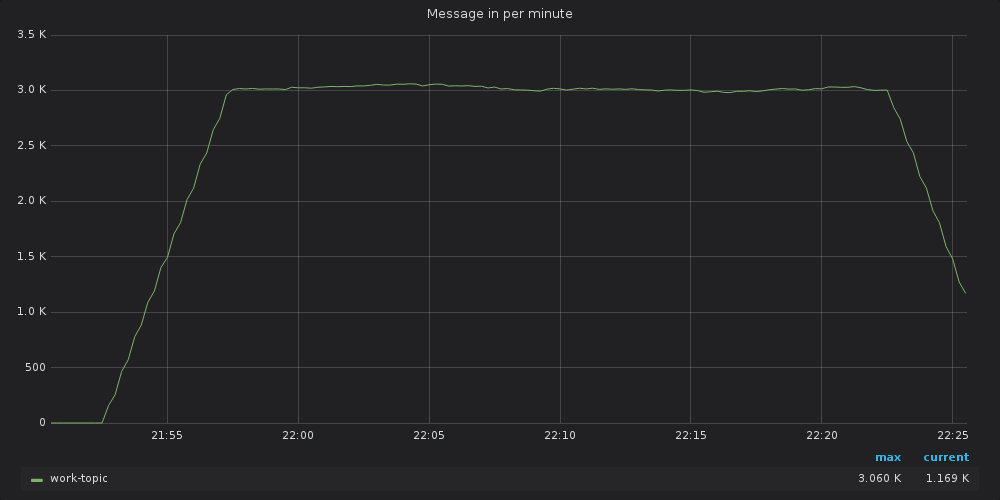 Message in per minute
3.5 K
3.0 K
2.5 K
2.0 K
1.5 K
1.0 K
500
0
21:55 22:00 22:05 22:10 22:15 22:20 22:25
max current
work-topic 3.060 K 1.169 K